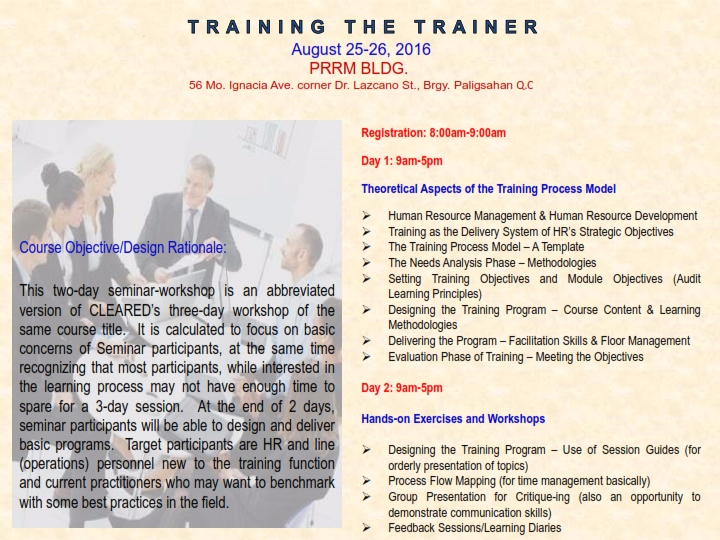 TRAINING THE TRAINER
August 25-26, 2016
PRRM BLDG.
56 Mo. Ignacia Ave. corner Dr. Lazcano St., Brgy. Paligsahan Q.C
Course Objective/Design Rationale:
This two-day seminar-workshop is an abbreviated
version of CLEARED's three-day workshop of the
same course title. It is calculated to focus on basic
concerns of Seminar participants, at the same time
recognizing that most participants, while interested in
the learning process may not have enough time to
spare for a 3-day session. At the end of 2 days,
seminar participants will be able to design and deliver
basic programs. Target participants are HR and line
(operations) personnel new to the training function
and current practitioners who may want to benchmark
with some best practices in the field.
Registration: 8:00am-9:00am
Day 1: 9am-5pm
Theoretical Aspects of the Training Process Model
➢ Human Resource Management & Human Resource Development
➢ Training as the Delivery System of HR's Strategic Objectives
➢ The Training Process Model – A Template
➢ The Needs Analysis Phase – Methodologies
➢ Setting Training Objectives and Module Objectives (Audit
Learning Principles)
➢ Designing the Training Program – Course Content & Learning
Methodologies
➢ Delivering the Program – Facilitation Skills & Floor Management
➢ Evaluation Phase of Training – Meeting the Objectives
Day 2: 9am-5pm
Hands-on Exercises and Workshops
➢ Designing the Training Program – Use of Session Guides (for
orderly presentation of topics)
➢ Process Flow Mapping (for time management basically)
➢ Group Presentation for Critique-ing (also an opportunity to
demonstrate communication skills)
➢ Feedback Sessions/Learning Diaries